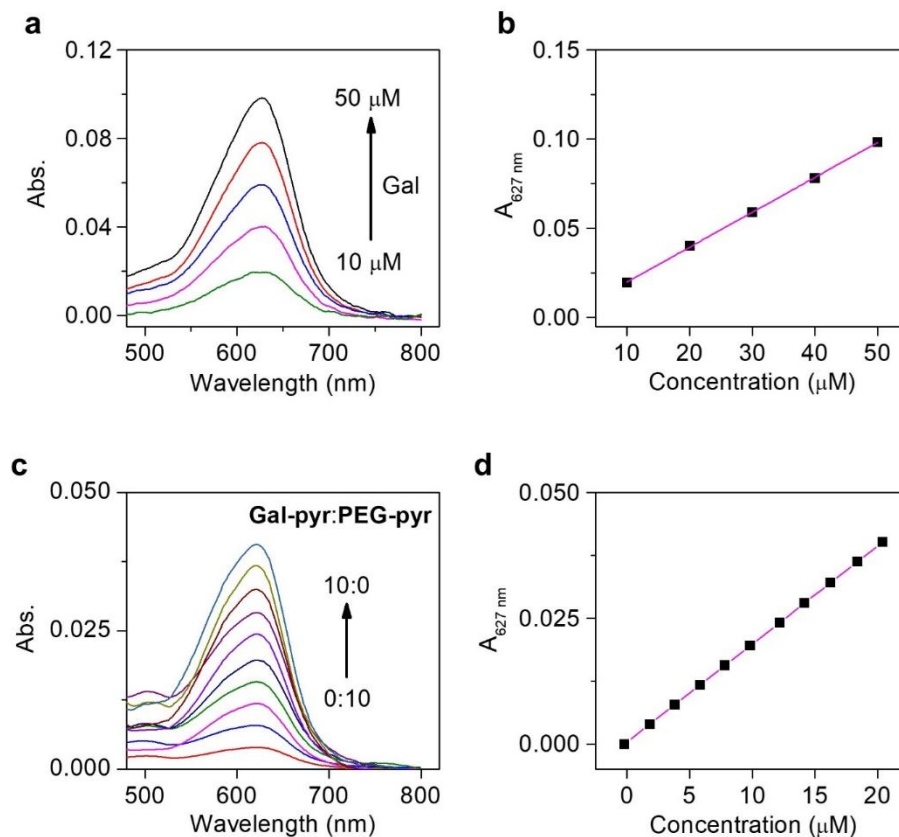 a
0.12
0.08
0.04
0.00
Abs.
50 μM
Gal
10 μM
500 600 700 800
Wavelength (nm)
b
0.15
0.10
0.05
0.00
A627 nm
10 20 30 40 50
Concentration (μM)
c
0.050
0.025
0.000
Abs.
Gal-pyr:PEG-pyr
10:0
0:10
500 600 700 800
Wavelength (nm)
d
0.050
0.025
0.000
A627 nm
0 5 10 15 20
Concentration (μM)